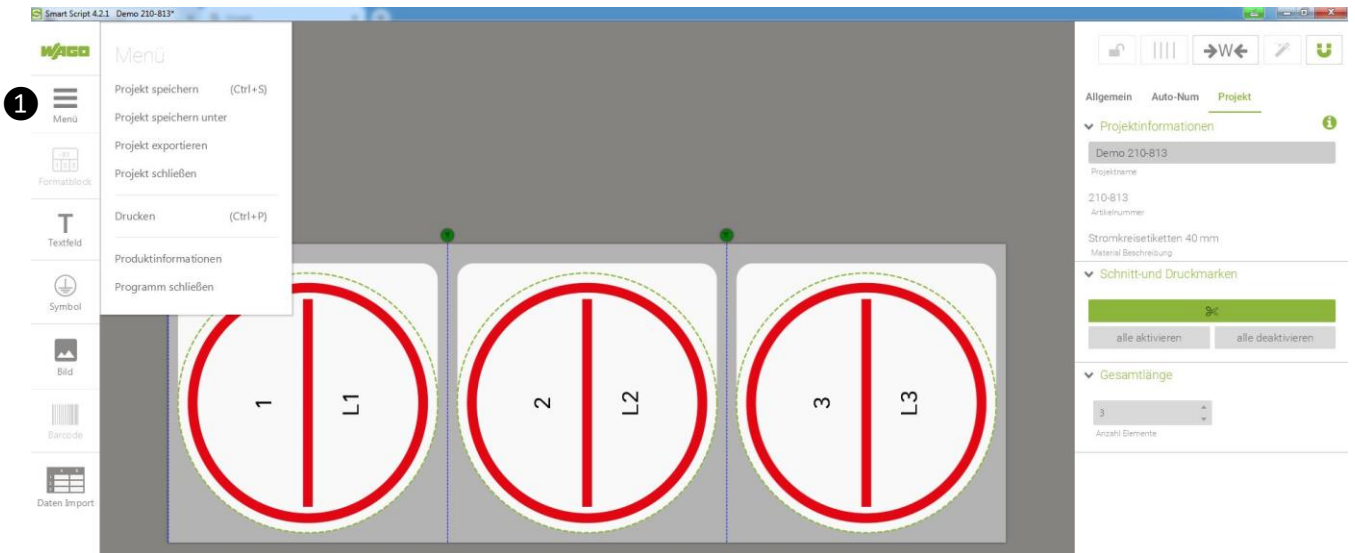 Smart Script 4.2.1 Demo 210-813*
WAGO
1
Menü
Formatblock
T
Textfeld
Symbol
Bild
Barcode
Daten Import
Menü
Projekt speichern (Ctrl+S)
Projekt speichern unter
Projekt exportieren
Projekt schließen
Drucken (Ctrl+P)
Produktinformationen
Programm schließen
1
L1
2
L2
3
L3
W
Allgemein Auto-Num Projekt
Projektinformationen
Demo 210-813
Projektname
210-813
Artikelnummer
Stromkreisetiketten 40 mm
Material Beschreibung
Schnitt-und Druckmarken
alle aktivieren alle deaktivieren
Gesamtlänge
3
Anzahl Elemente